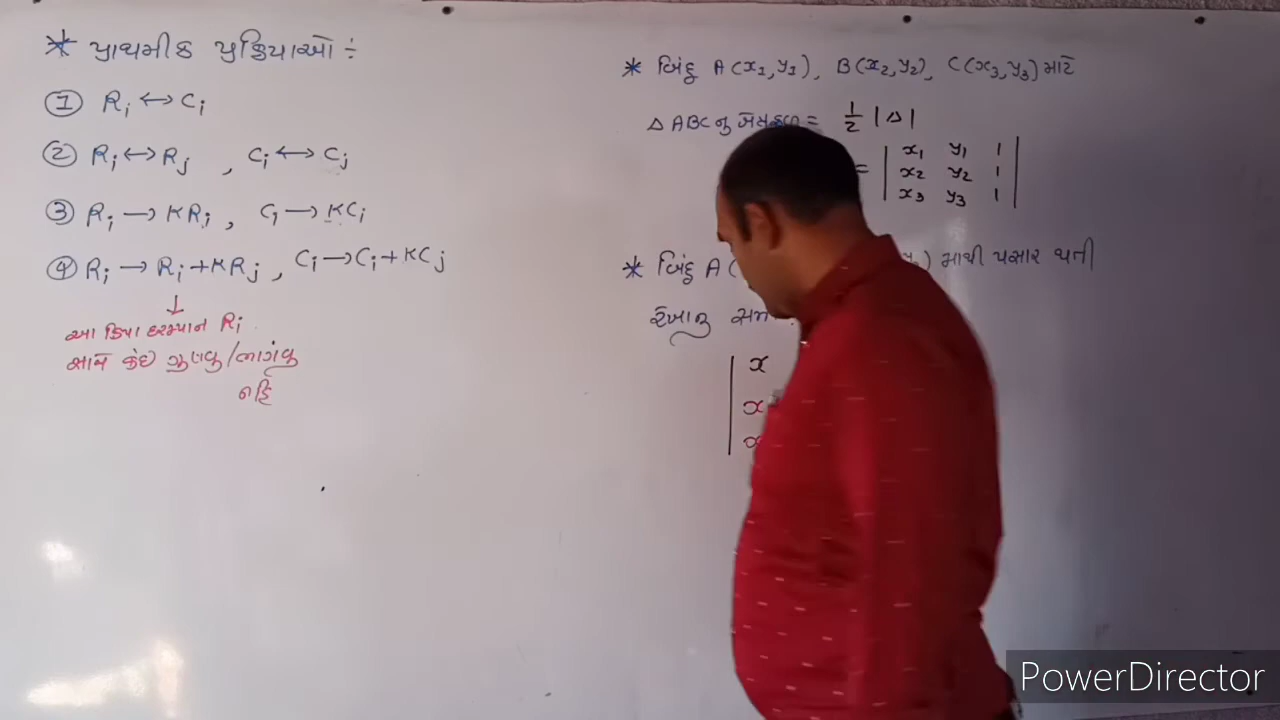 * પ્રાથમીક પ્રક્રિયાઓ ÷
① Ri ↔ Ci
② Ri ↔ Rj , Ci ↔ Cj
③ Ri → KRi , Ci → KCi
④ Ri → Ri + KRj , Ci → Ci + KCj
↓
આ ક્રિયા દરમ્યાન Ri
સાથે કંઇ ગુણવુ/ભાગવુ
નહિ
* બિંદુ A(x1,y1), B(x2,y2), C(x3,y3) માટે
△ ABC નુ = 1/2 |△|
= | x1 y1 1 |
| x2 y2 1 |
| x3 y3 1 |
* બિંદુ A ( ) માથી પસાર થતી
રેખાનુ
| x
x
PowerDirector